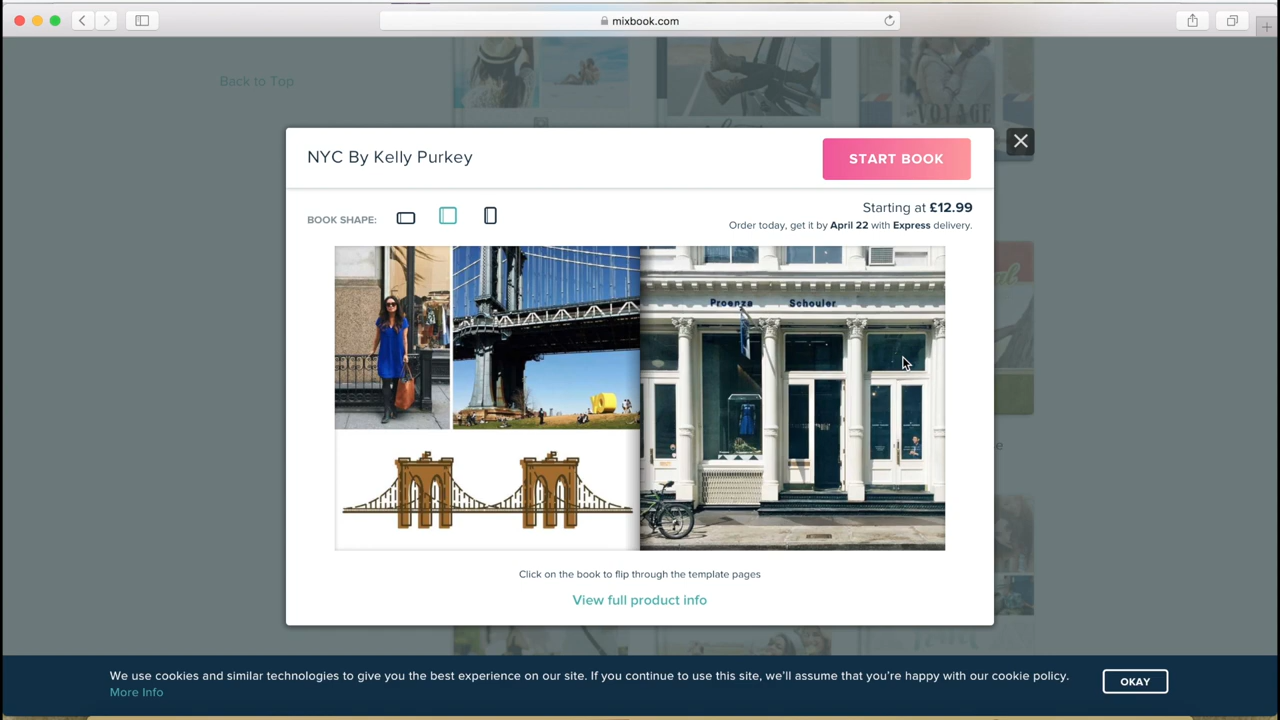 mixbook.com
Back to Top
VOYAGE
NYC By Kelly Purkey
START BOOK
BOOK SHAPE:
Starting at £12.99
Order today, get it by April 22 with Express delivery.
Proenza Schouler
Click on the book to flip through the template pages
View full product info
We use cookies and similar technologies to give you the best experience on our site. If you continue to use this site, we'll assume that you're happy with our cookie policy.
More Info
OKAY